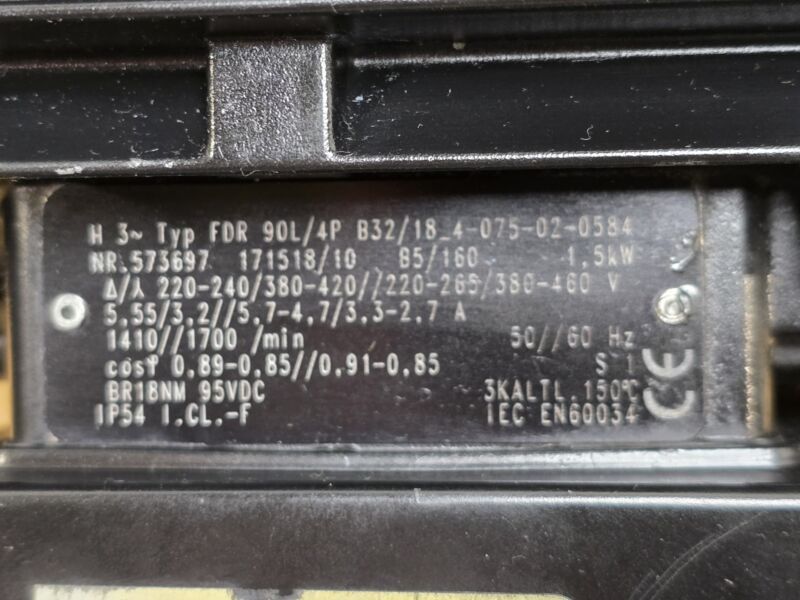 H 3~ Typ FDR 90L/4P B32/18_4-075-02-0584
NR.573697 171518/10 B5/160 1,5kW
Δ/⅄ 220-240/380-420//220-265/380-460 V
5,55/3,2//5,7-4,7/3,3-2,7 A
1410//1700 /min 50//60 Hz
cosf 0,89-0,85//0,91-0,85 S 1
BR18NM 95VDC 3KALTL.150°C
IP54 I.CL.-F IEC EN60034
CE